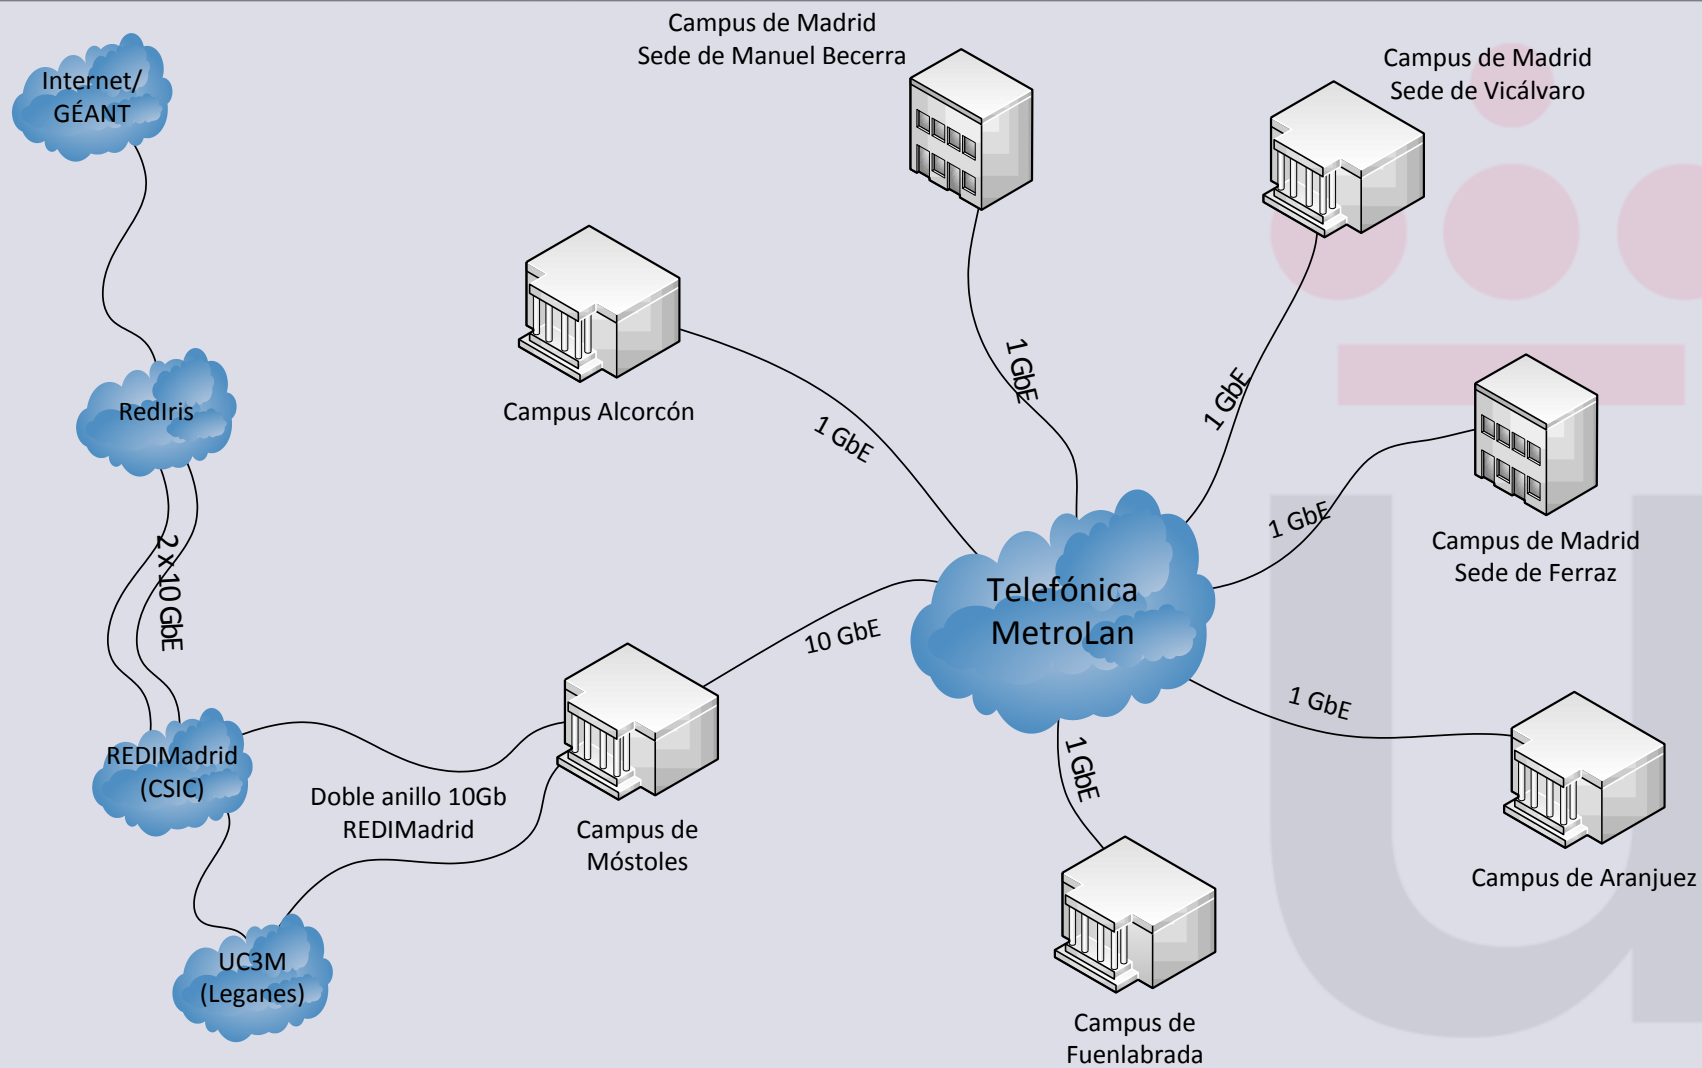 Campus de Madrid
Sede de Manuel Becerra
Campus de Madrid
Sede de Vicálvaro
Internet/
GÉANT
1 GbE
1 GbE
RedIris
Campus Alcorcón
1 GbE
1 GbE
Campus de Madrid
Sede de Ferraz
2 x 10 GbE
Telefónica
MetroLan
10 GbE
1 GbE
1 GbE
REDIMadrid
(CSIC)
Doble anillo 10Gb
REDIMadrid
Campus de
Móstoles
Campus de Aranjuez
UC3M
(Leganes)
Campus de
Fuenlabrada
u